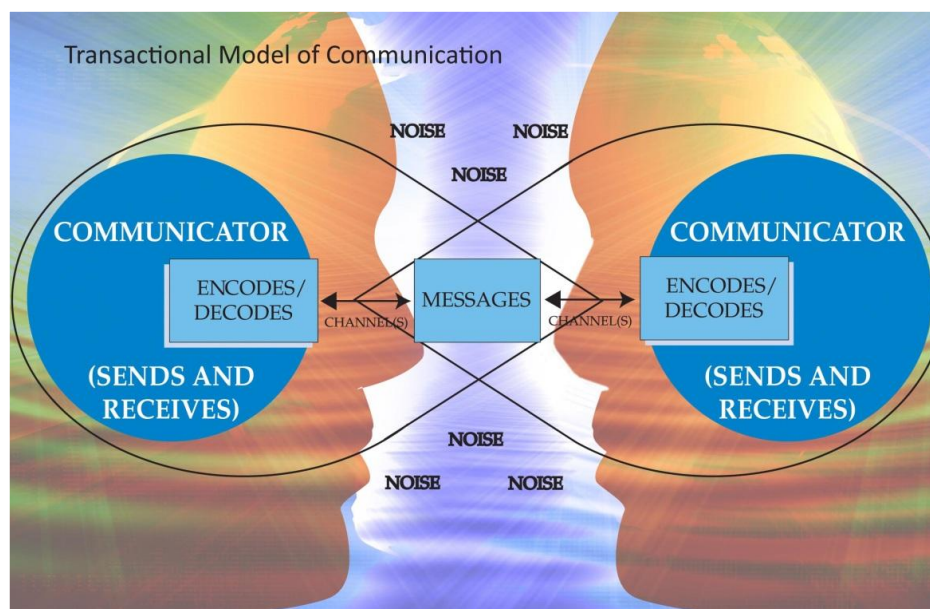 Transactional Model of Communication
NOISE NOISE
NOISE
COMMUNICATOR
ENCODES/
DECODES
(SENDS AND
RECEIVES)
CHANNEL(S)
MESSAGES
CHANNEL(S)
COMMUNICATOR
ENCODES/
DECODES
(SENDS AND
RECEIVES)
NOISE
NOISE NOISE